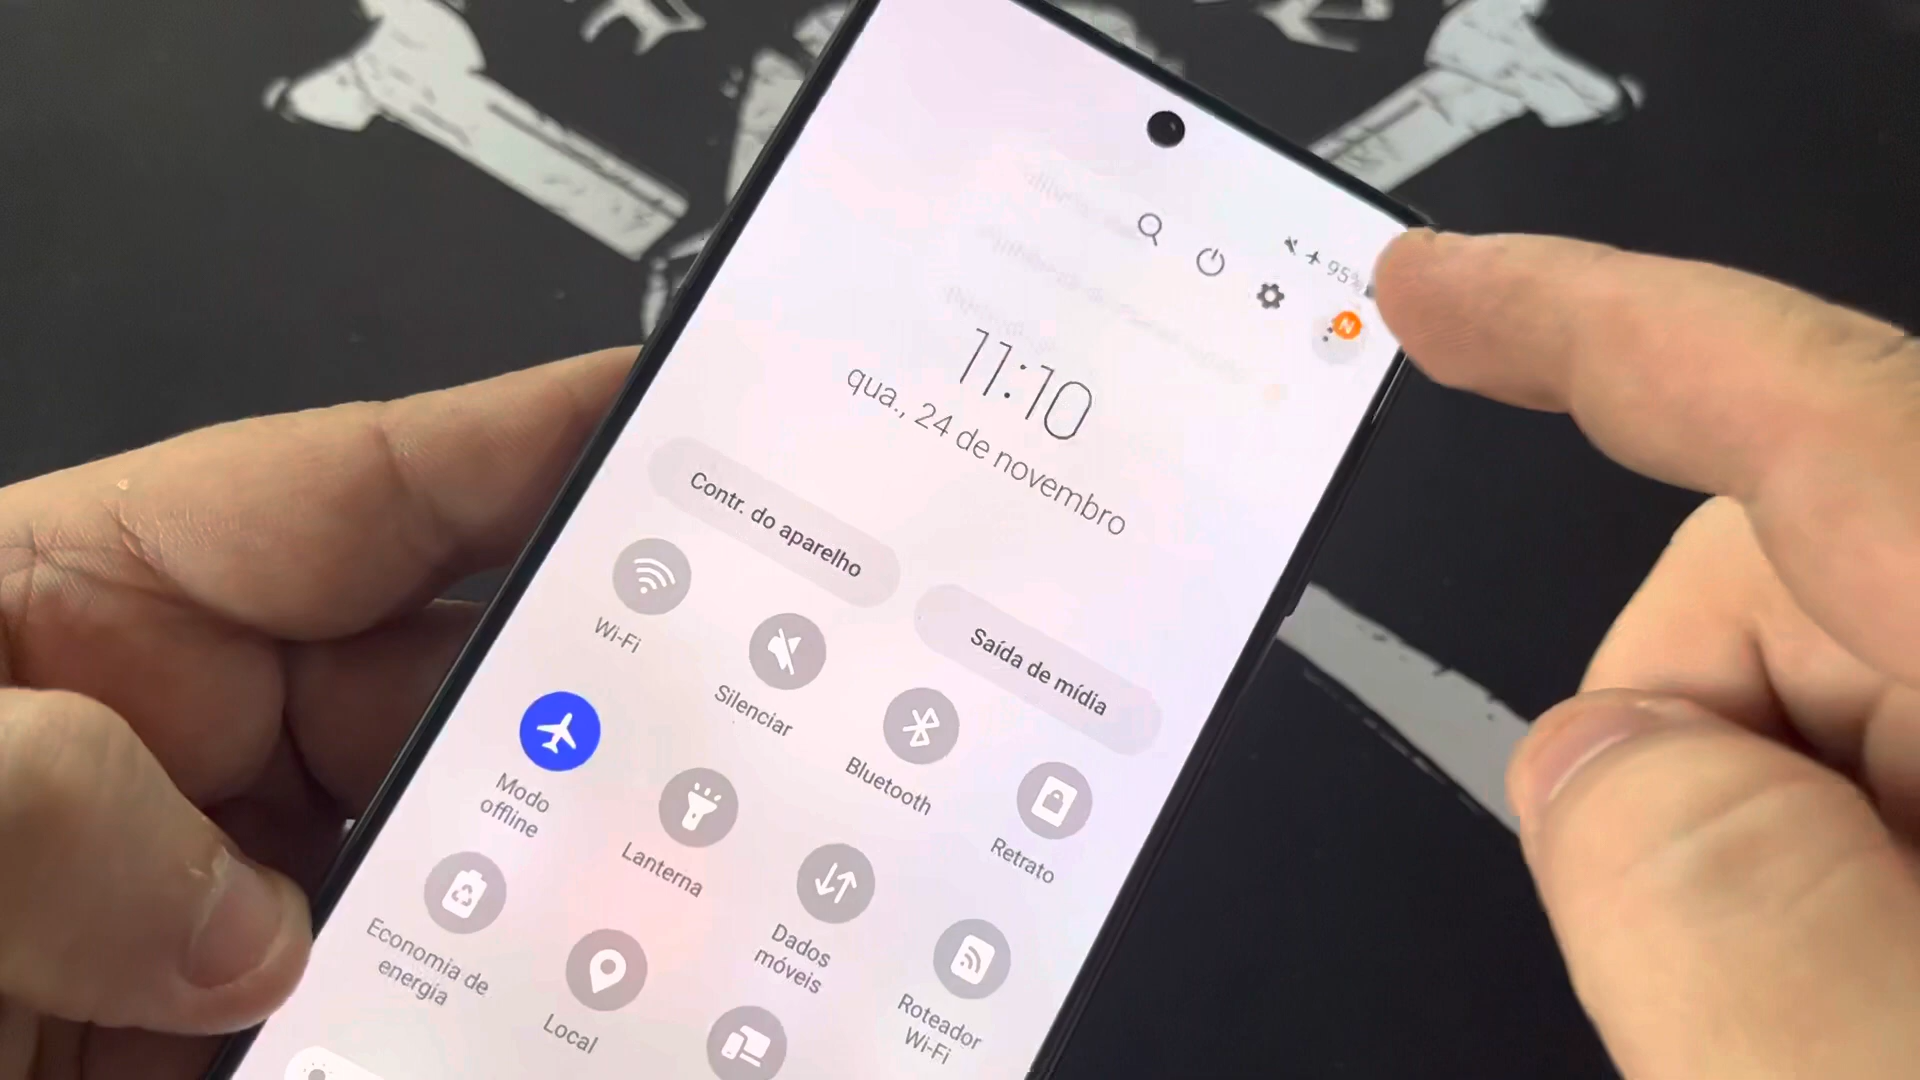 95%
N
11:10
qua., 24 de novembro
Contr. do aparelho
Saída de mídia
Wi-Fi
Silenciar
Bluetooth
Retrato
Modo
offline
Lanterna
Dados
móveis
Roteador
Wi-Fi
Economia de
energia
Local